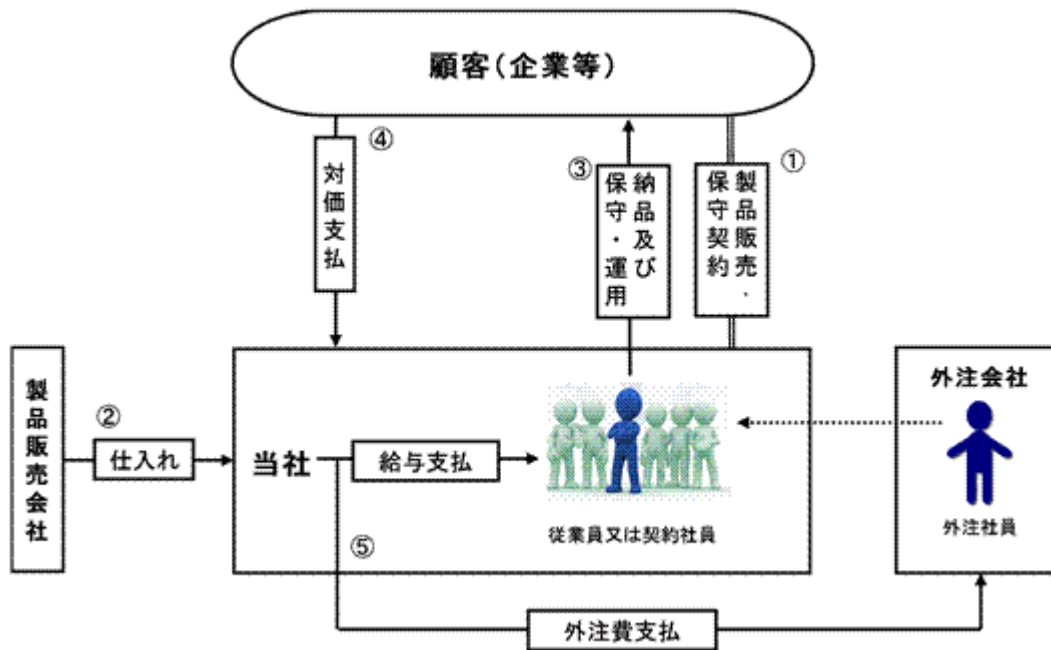 顧客(企業等)
④
対価支払
③
納品及び
保守・運用
①
製品販売・
保守契約
製品販売会社
②
仕入れ
当社
給与支払
従業員又は契約社員
⑤
外注会社
外注社員
外注費支払